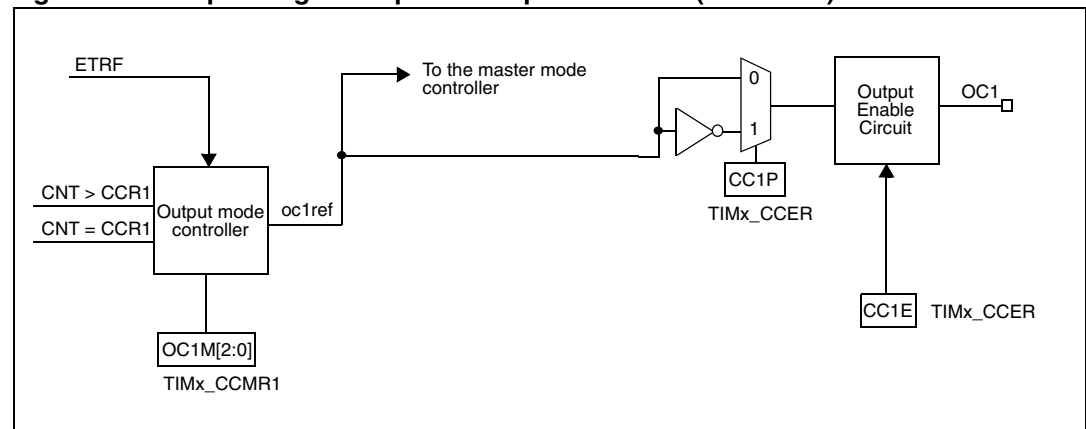 ETRF
To the master mode
controller
0
1
Output
Enable
Circuit
OC1
CNT > CCR1
CNT = CCR1
Output mode
controller
oc1ref
CC1P
TIMx_CCER
CC1E
TIMx_CCER
OC1M[2:0]
TIMx_CCMR1